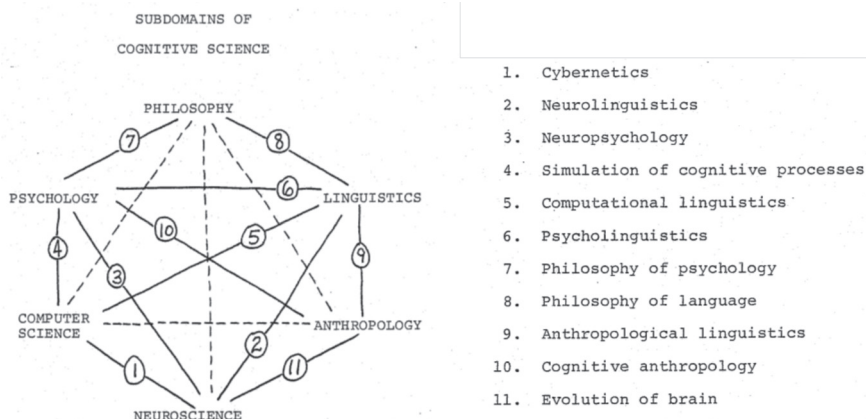 SUBDOMAINS OF
COGNITIVE SCIENCE
PHILOSOPHY
7
8
6
PSYCHOLOGY
LINGUISTICS
10
5
4
9
3
COMPUTER
SCIENCE
ANTHROPOLOGY
2
1
11
NEUROSCIENCE
1. Cybernetics
2. Neurolinguistics
3. Neuropsychology
4. Simulation of cognitive processes
5. Computational linguistics
6. Psycholinguistics
7. Philosophy of psychology
8. Philosophy of language
9. Anthropological linguistics
10. Cognitive anthropology
11. Evolution of brain